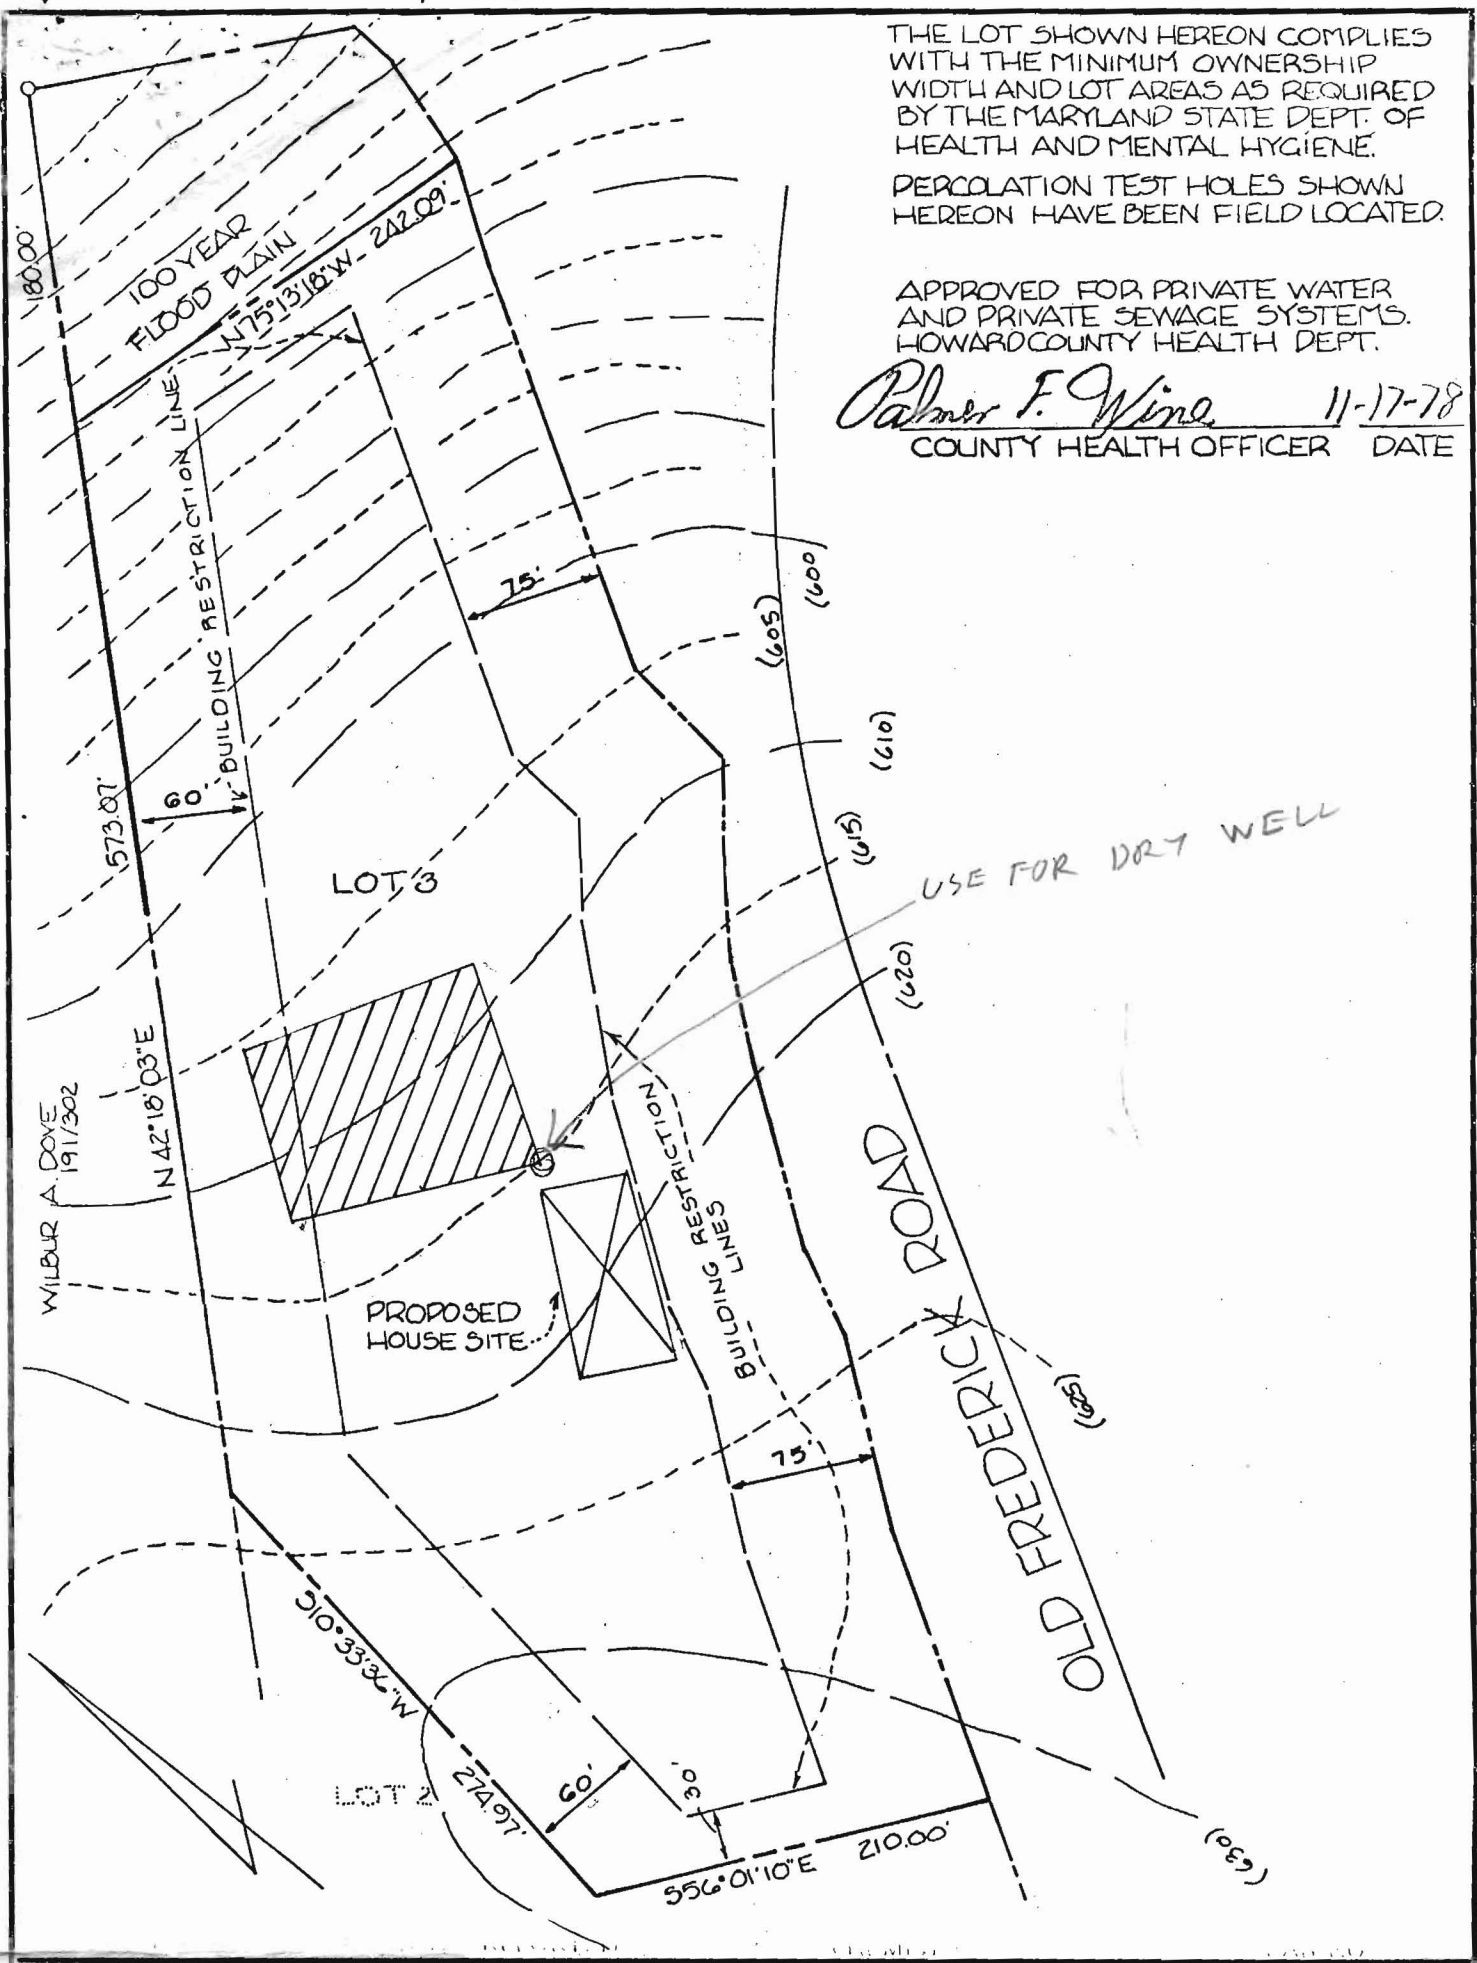 THE LOT SHOWN HEREON COMPLIES
WITH THE MINIMUM OWNERSHIP
WIDTH AND LOT AREAS AS REQUIRED
BY THE MARYLAND STATE DEPT. OF
HEALTH AND MENTAL HYGIENE.
PERCOLATION TEST HOLES SHOWN
HEREON HAVE BEEN FIELD LOCATED.
APPROVED FOR PRIVATE WATER
AND PRIVATE SEWAGE SYSTEMS.
HOWARD COUNTY HEALTH DEPT.
Palmer F. Wine 11-17-78
COUNTY HEALTH OFFICER DATE
180.00'
100 YEAR
FLOOD PLAIN
N75°13'18"W 242.09'
BUILDING RESTRICTION LINE
75'
(600)
(605)
(610)
(615)
(620)
(625)
(630)
573.07'
60'
LOT 3
USE FOR DRY WELL
N42°18'03"E
WILBUR A. DOVE
191/302
BUILDING RESTRICTION
LINES
PROPOSED
HOUSE SITE
OLD FREDERICK ROAD
75'
S10°33'36"W
274.97'
LOT 2
60'
30'
S56°01'10"E 210.00'